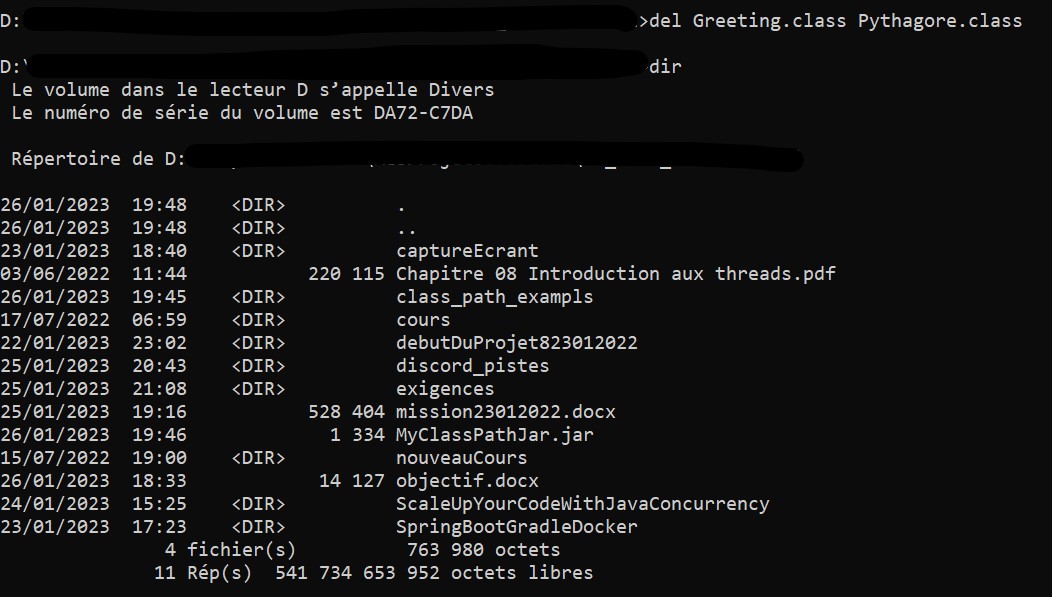 D: >del Greeting.class Pythagore.class
D:\ dir
Le volume dans le lecteur D s’appelle Divers
Le numéro de série du volume est DA72-C7DA
Répertoire de D:
26/01/2023 19:48 <DIR> .
26/01/2023 19:48 <DIR> ..
23/01/2023 18:40 <DIR> captureEcrant
03/06/2022 11:44 220 115 Chapitre 08 Introduction aux threads.pdf
26/01/2023 19:45 <DIR> class_path_exampls
17/07/2022 06:59 <DIR> cours
22/01/2023 23:02 <DIR> debutDuProjet823012022
25/01/2023 20:43 <DIR> discord_pistes
25/01/2023 21:08 <DIR> exigences
25/01/2023 19:16 528 404 mission23012022.docx
26/01/2023 19:46 1 334 MyClassPathJar.jar
15/07/2022 19:00 <DIR> nouveauCours
26/01/2023 18:33 14 127 objectif.docx
24/01/2023 15:25 <DIR> ScaleUpYourCodeWithJavaConcurrency
23/01/2023 17:23 <DIR> SpringBootGradleDocker
4 fichier(s) 763 980 octets
11 Rép(s) 541 734 653 952 octets libres